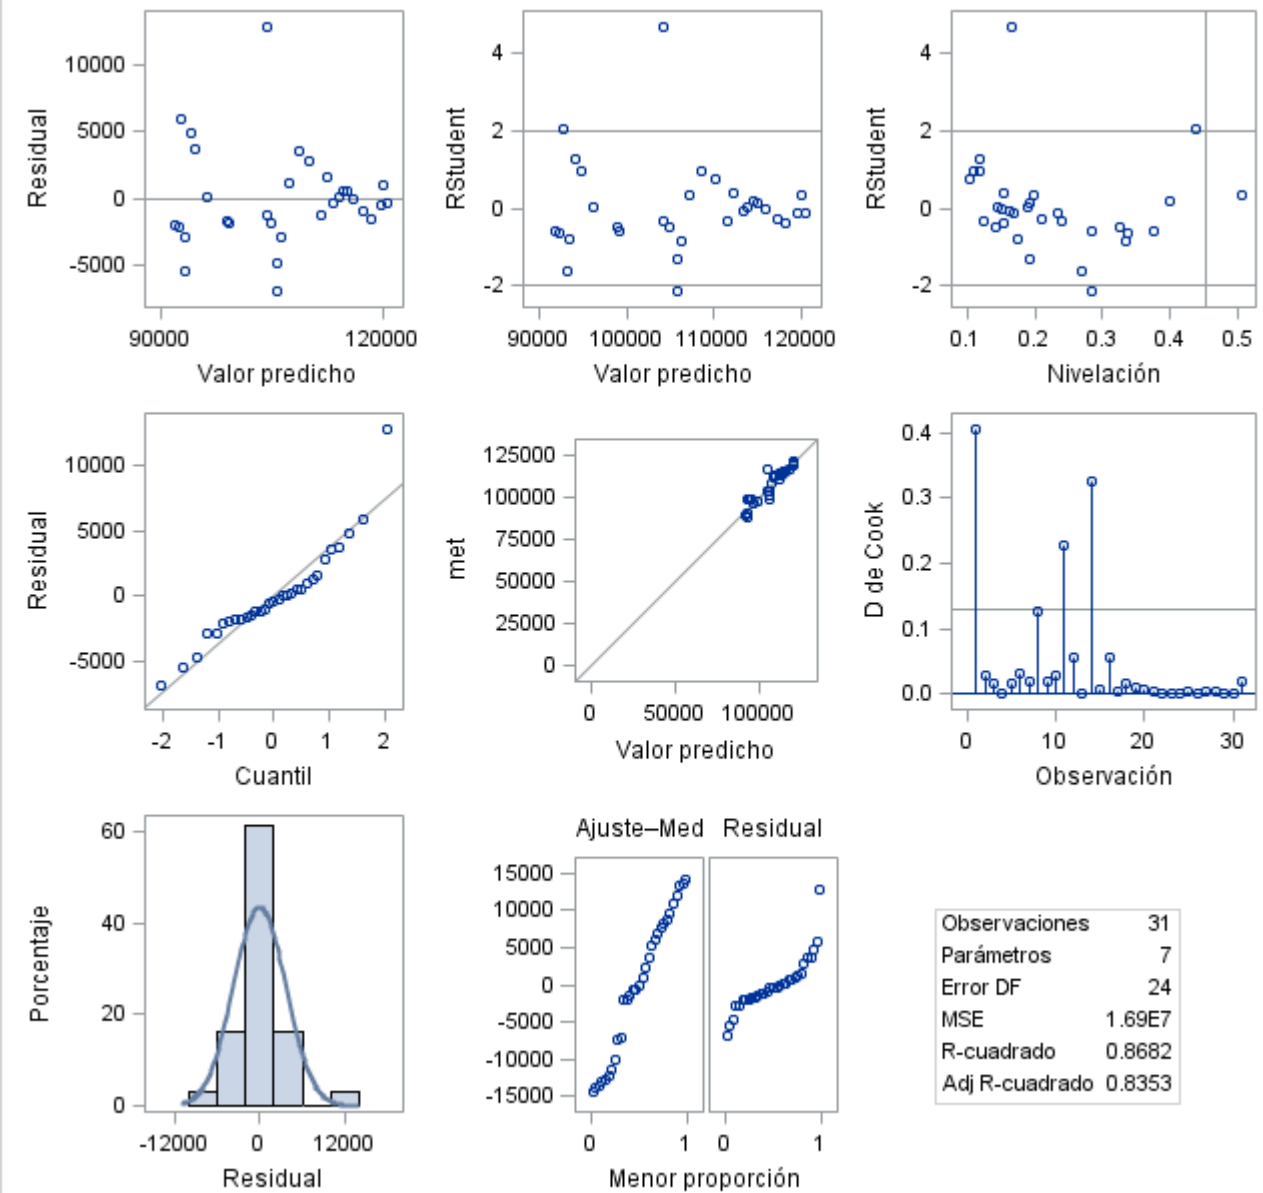 10000
5000
0
-5000
Residual
90000 120000
Valor predicho
4
2
0
-2
RStudent
90000 100000 110000 120000
Valor predicho
4
2
0
-2
RStudent
0.1 0.2 0.3 0.4 0.5
Nivelación
10000
5000
0
-5000
Residual
-2 -1 0 1 2
Cuantil
125000
100000
75000
50000
25000
0
met
0 50000 100000
Valor predicho
0.4
0.3
0.2
0.1
0.0
D de Cook
0 10 20 30
Observación
60
40
20
0
Porcentaje
-12000 0 12000
Residual
Ajuste–Med Residual
15000
10000
5000
0
-5000
-10000
-15000
0 1 0 1
Menor proporción
Observaciones 31
Parámetros 7
Error DF 24
MSE 1.69E7
R-cuadrado 0.8682
Adj R-cuadrado 0.8353